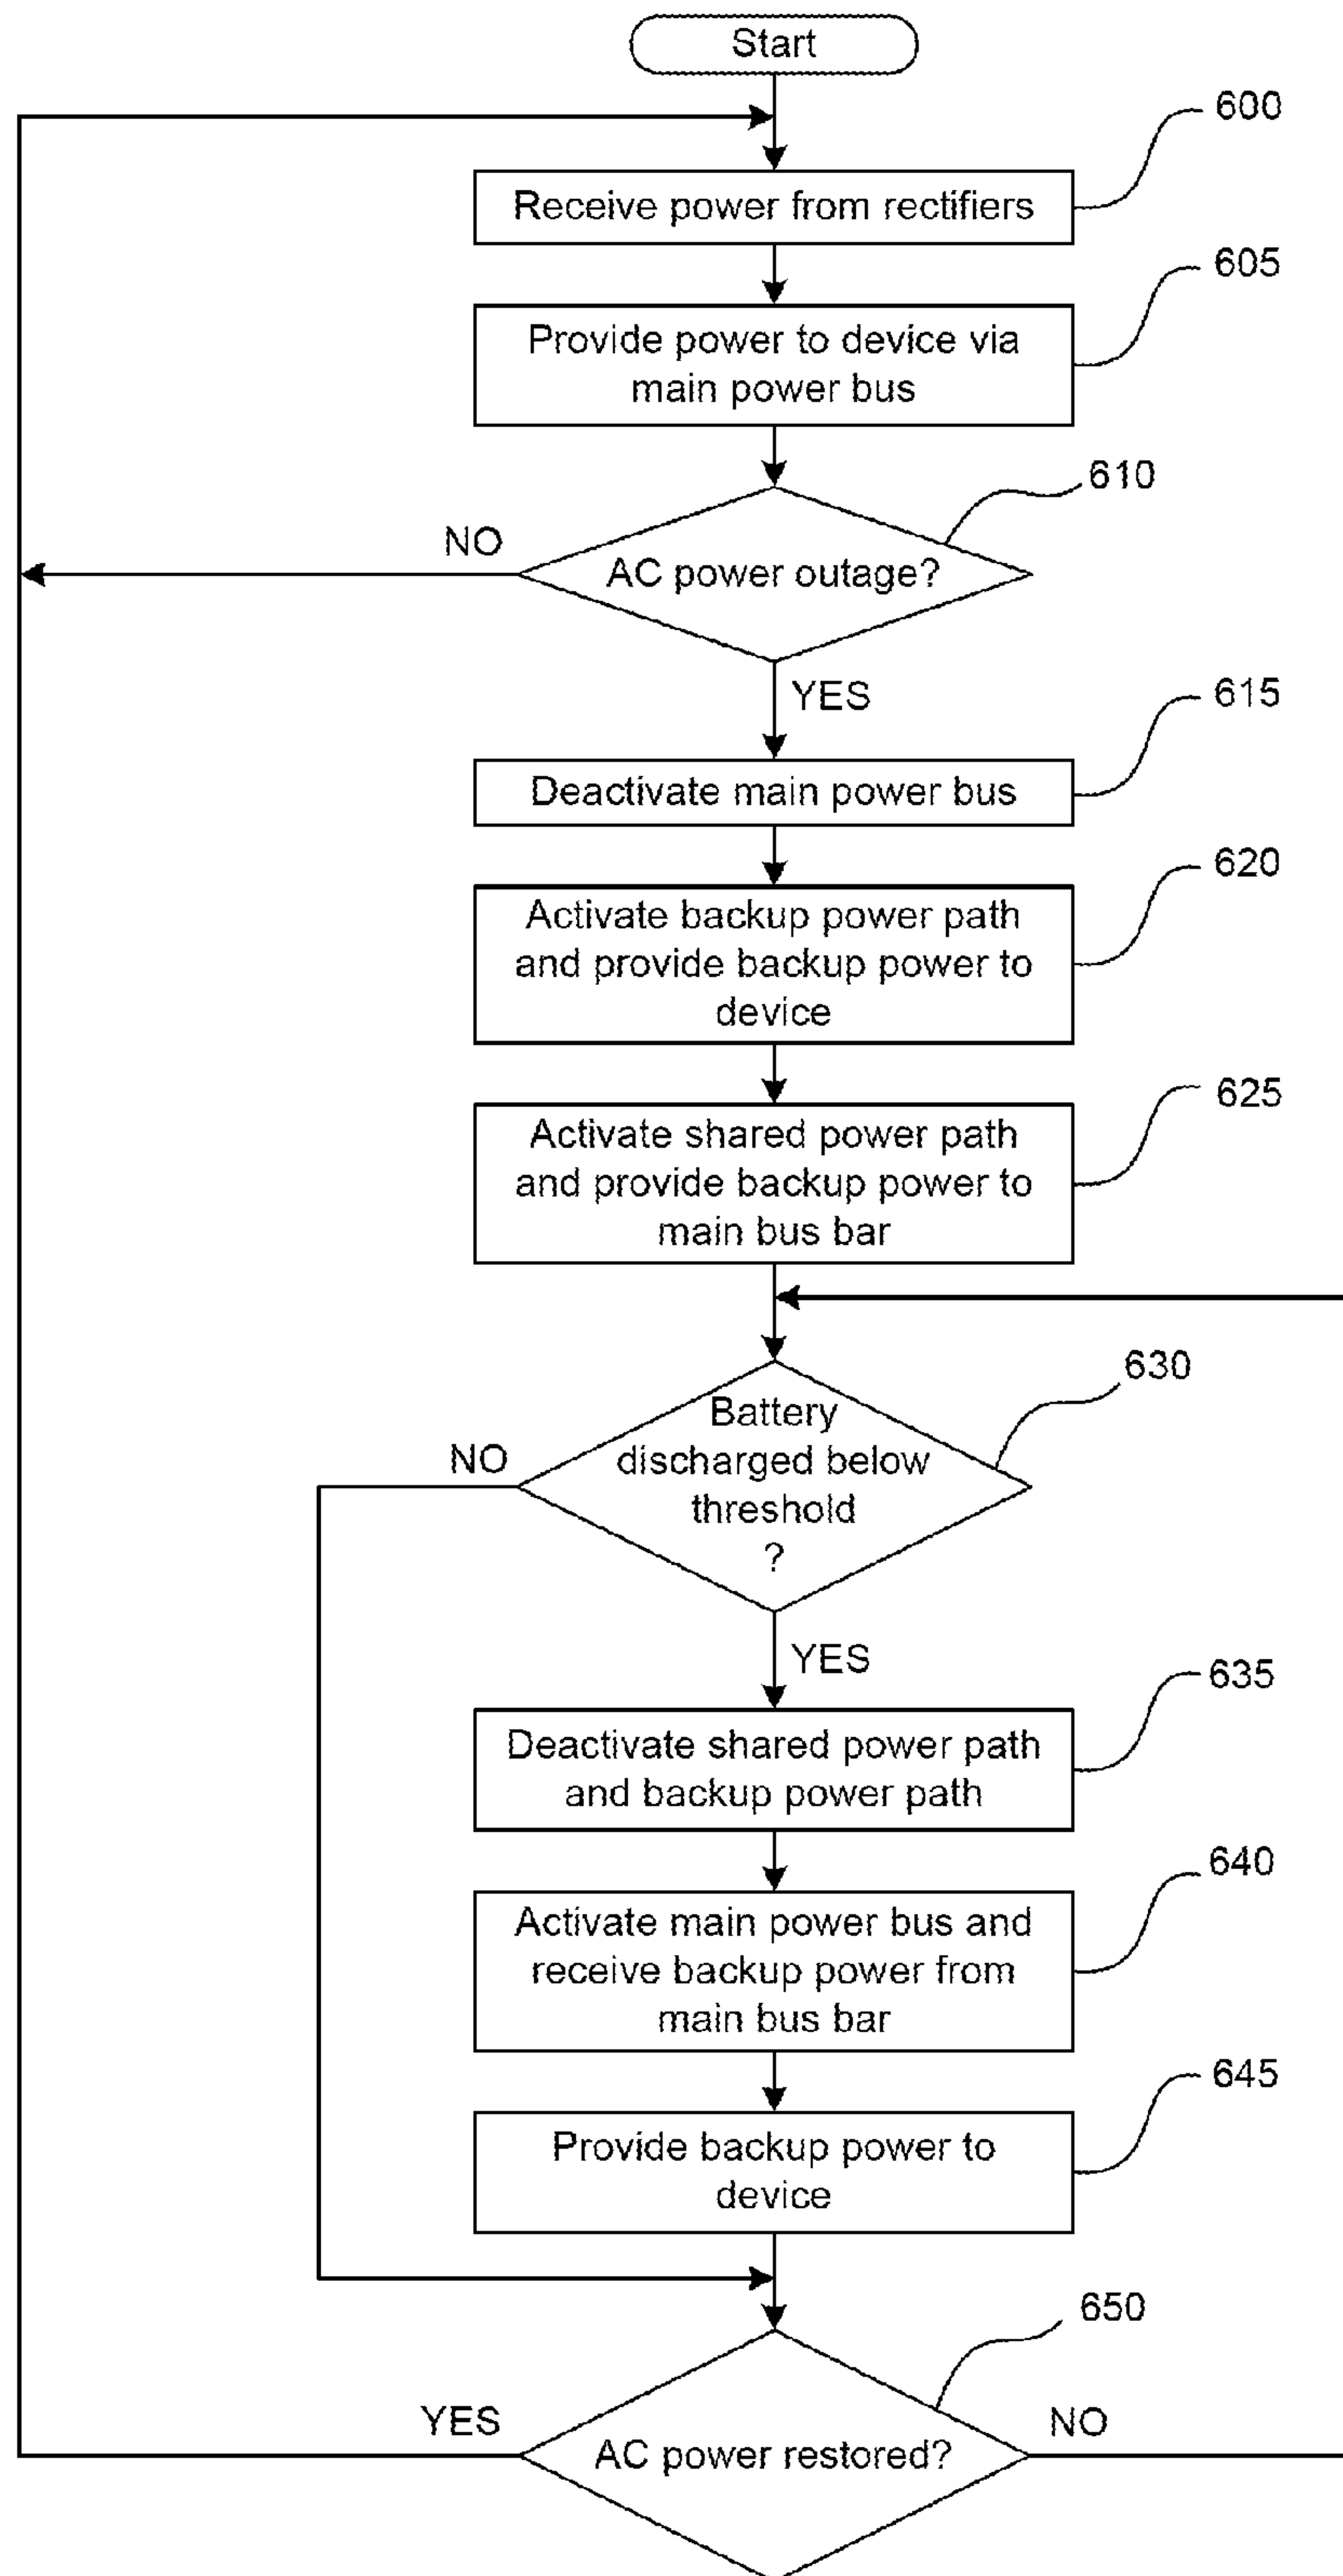 Start
600
Receive power from rectifiers
605
Provide power to device via
main power bus
610
NO
AC power outage?
YES
615
Deactivate main power bus
620
Activate backup power path
and provide backup power to
device
625
Activate shared power path
and provide backup power to
main bus bar
630
NO
Battery
discharged below
threshold
?
YES
635
Deactivate shared power path
and backup power path
640
Activate main power bus and
receive backup power from
main bus bar
645
Provide backup power to
device
650
YES
NO
AC power restored?